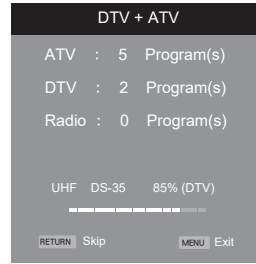 DTV + ATV
ATV : 5 Program(s)
DTV : 2 Program(s)
Radio : 0 Program(s)
UHF DS-35 85% (DTV)
RETURN Skip MENU Exit